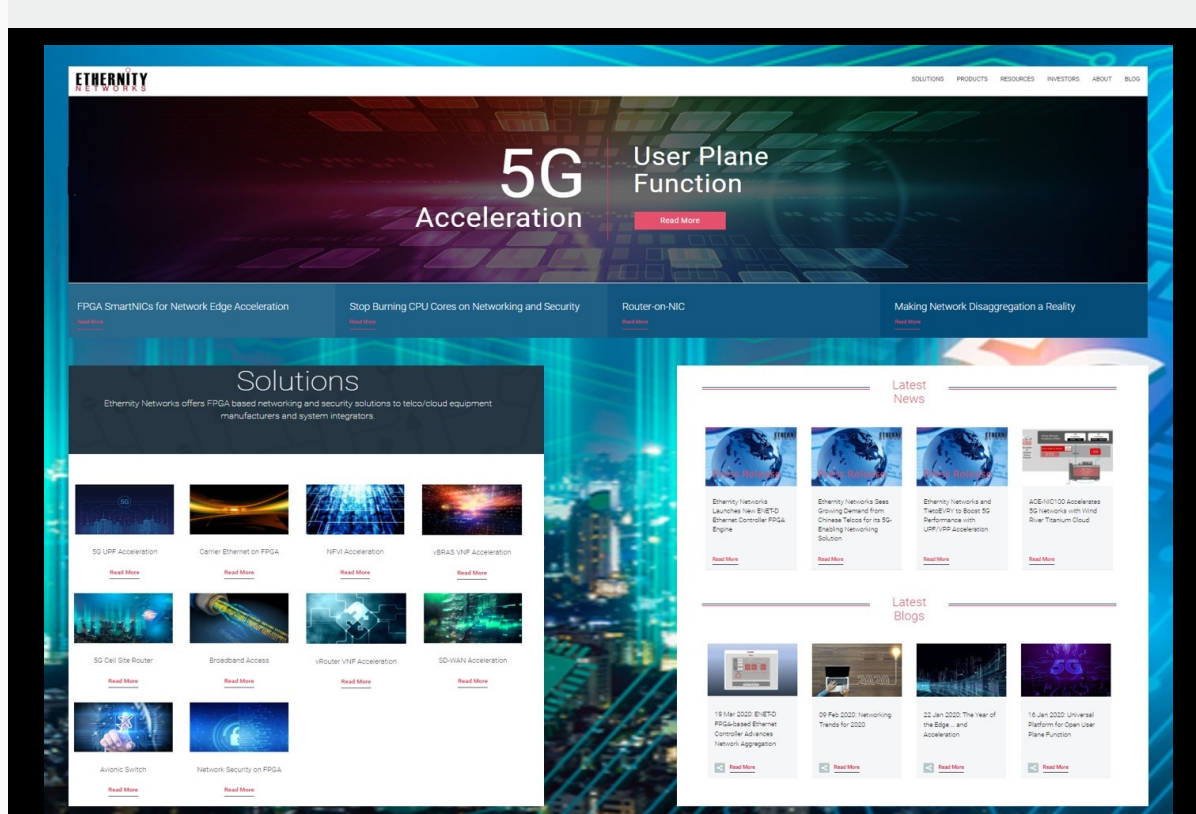 ETHERNITY
NETWORKS
SOLUTIONS PRODUCTS RESOURCES INVESTORS ABOUT BLOG
5G
Acceleration
User Plane
Function
Read More
FPGA SmartNICs for Network Edge Acceleration
Read More
Stop Burning CPU Cores on Networking and Security
Read More
Router-on-NIC
Read More
Making Network Disaggregation a Reality
Read More
Solutions
Ethernity Networks offers FPGA based networking and security solutions to telco/cloud equipment
manufacturers and system integrators.
5G
5G UPF Acceleration
Read More
Carrier Ethernet on FPGA
Read More
NFVI Acceleration
Read More
vBRAS VNF Acceleration
Read More
5G
5G Cell Site Router
Read More
Broadband Access
Read More
vRouter VNF Acceleration
Read More
SD-WAN Acceleration
Read More
Avionic Switch
Read More
Network Security on FPGA
Read More
Latest
News
Press Release
Ethernity Networks
Launches New ENET-D
Ethernet Controller FPGA
Engine
Read More
Press Release
Ethernity Networks Sees
Growing Demand from
Chinese Telcos for its 5G-
Enabling Networking
Solution
Read More
Press Release
Ethernity Networks and
TietoEVRY to Boost 5G
Performance with
UPF/VPP Acceleration
Read More
ACE-NIC100 Accelerates
5G Networks with Wind
River Titanium Cloud
Read More
Latest
Blogs
19 Mar 2020: ENET-D
FPGA-based Ethernet
Controller Advances
Network Aggregation
Read More
2020
09 Feb 2020: Networking
Trends for 2020
Read More
22 Jan 2020: The Year of
the Edge ... and
Acceleration
Read More
5G
16 Jan 2020: Universal
Platform for Open User
Plane Function
Read More